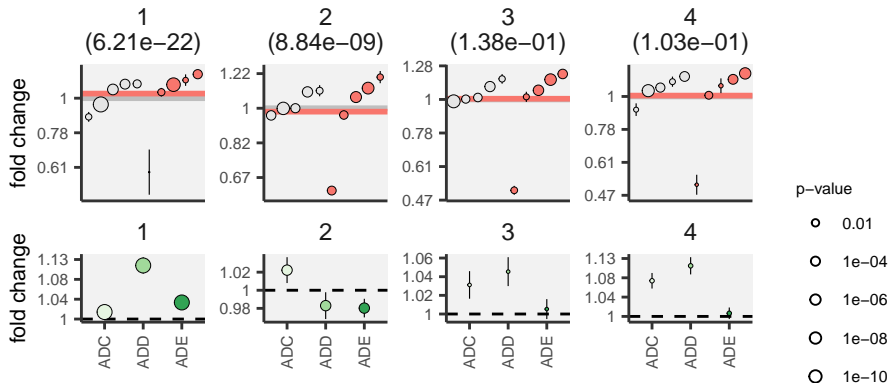 1 2 3 4
(6.21e−22) (8.84e−09) (1.38e−01) (1.03e−01)
fold change
1
0.78
0.61
1.22
1
0.82
0.67
1.28
1
0.78
0.61
0.47
1
0.78
0.61
0.47
1 2 3 4
fold change
1.13
1.08
1.04
1
1.02
0.98
1.06
1.04
1.02
1
1.13
1.08
1.04
1
ADC ADD ADE
ADC ADD ADE
ADC ADD ADE
ADC ADD ADE
p−value
0.01
1e−04
1e−06
1e−08
1e−10